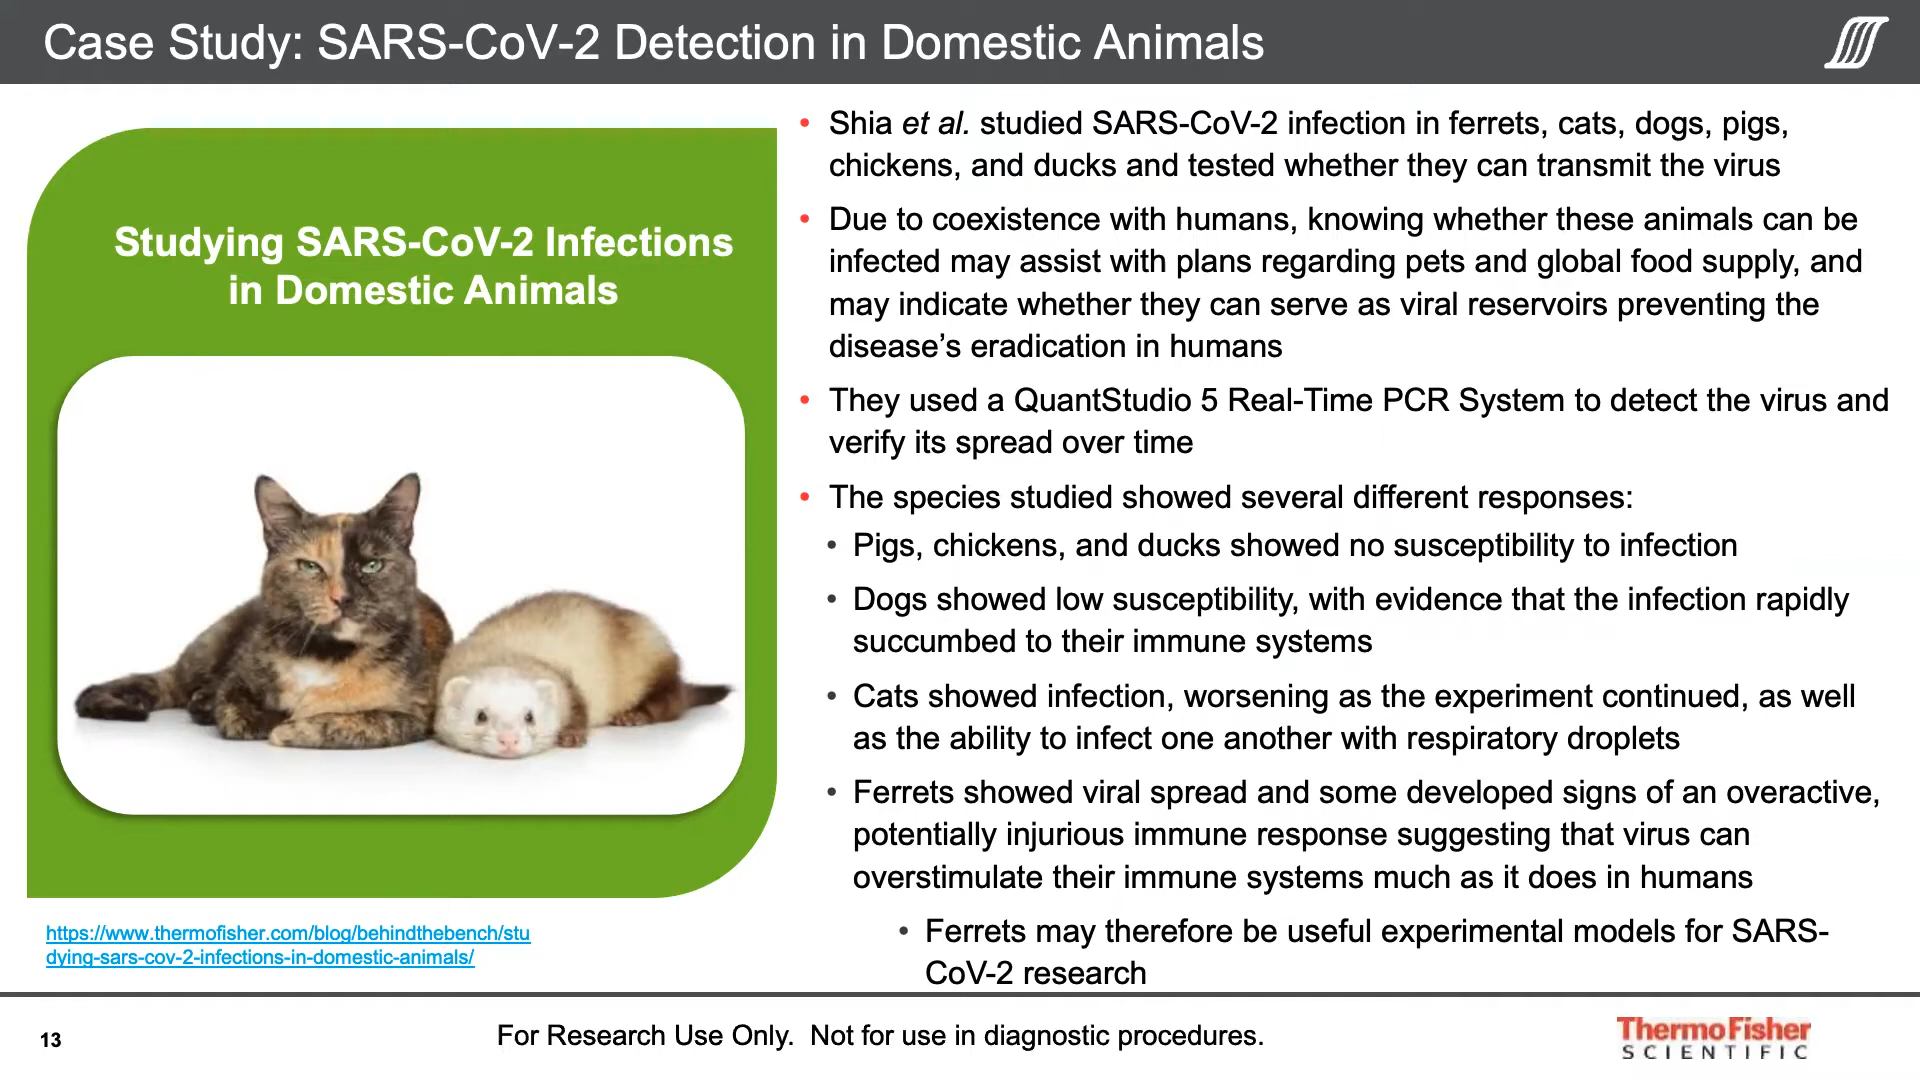 Case Study: SARS-CoV-2 Detection in Domestic Animals
Studying SARS-CoV-2 Infections
in Domestic Animals
https://www.thermofisher.com/blog/behindthebench/stu
dying-sars-cov-2-infections-in-domestic-animals/
• Shia et al. studied SARS-CoV-2 infection in ferrets, cats, dogs, pigs,
chickens, and ducks and tested whether they can transmit the virus
• Due to coexistence with humans, knowing whether these animals can be
infected may assist with plans regarding pets and global food supply, and
may indicate whether they can serve as viral reservoirs preventing the
disease’s eradication in humans
• They used a QuantStudio 5 Real-Time PCR System to detect the virus and
verify its spread over time
• The species studied showed several different responses:
• Pigs, chickens, and ducks showed no susceptibility to infection
• Dogs showed low susceptibility, with evidence that the infection rapidly
succumbed to their immune systems
• Cats showed infection, worsening as the experiment continued, as well
as the ability to infect one another with respiratory droplets
• Ferrets showed viral spread and some developed signs of an overactive,
potentially injurious immune response suggesting that virus can
overstimulate their immune systems much as it does in humans
• Ferrets may therefore be useful experimental models for SARS-
CoV-2 research
13
For Research Use Only.  Not for use in diagnostic procedures.
ThermoFisher
SCIENTIFIC